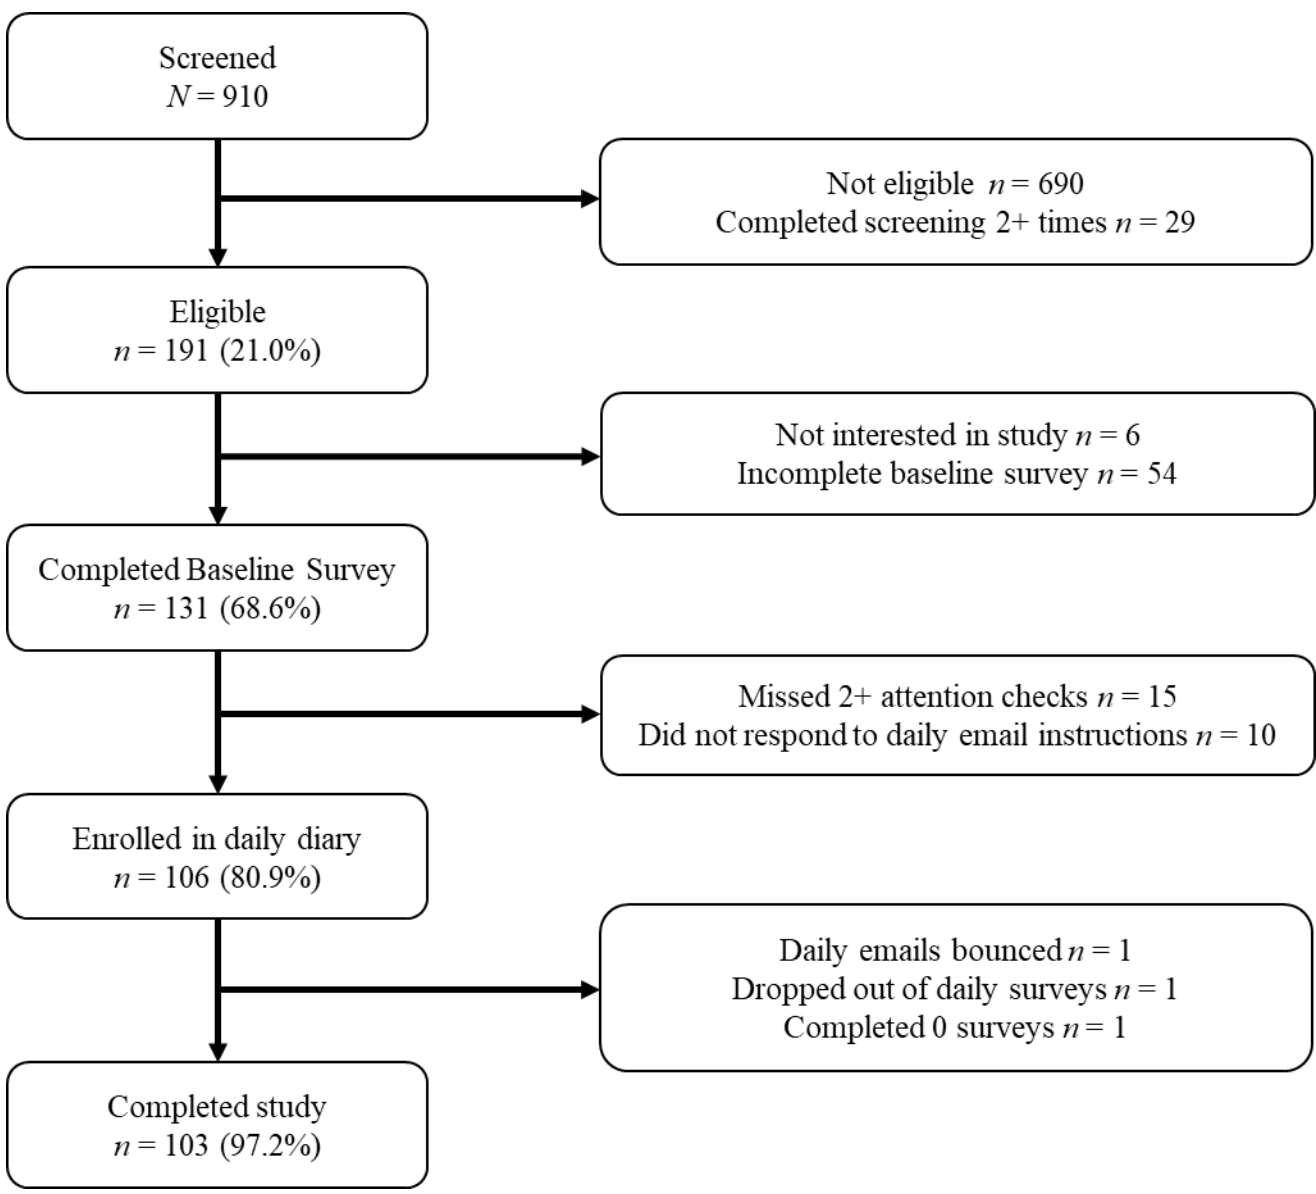 Screened
N = 910
Not eligible n = 690
Completed screening 2+ times n = 29
Eligible
n = 191 (21.0%)
Not interested in study n = 6
Incomplete baseline survey n = 54
Completed Baseline Survey
n = 131 (68.6%)
Missed 2+ attention checks n = 15
Did not respond to daily email instructions n = 10
Enrolled in daily diary
n = 106 (80.9%)
Daily emails bounced n = 1
Dropped out of daily surveys n = 1
Completed 0 surveys n = 1
Completed study
n = 103 (97.2%)